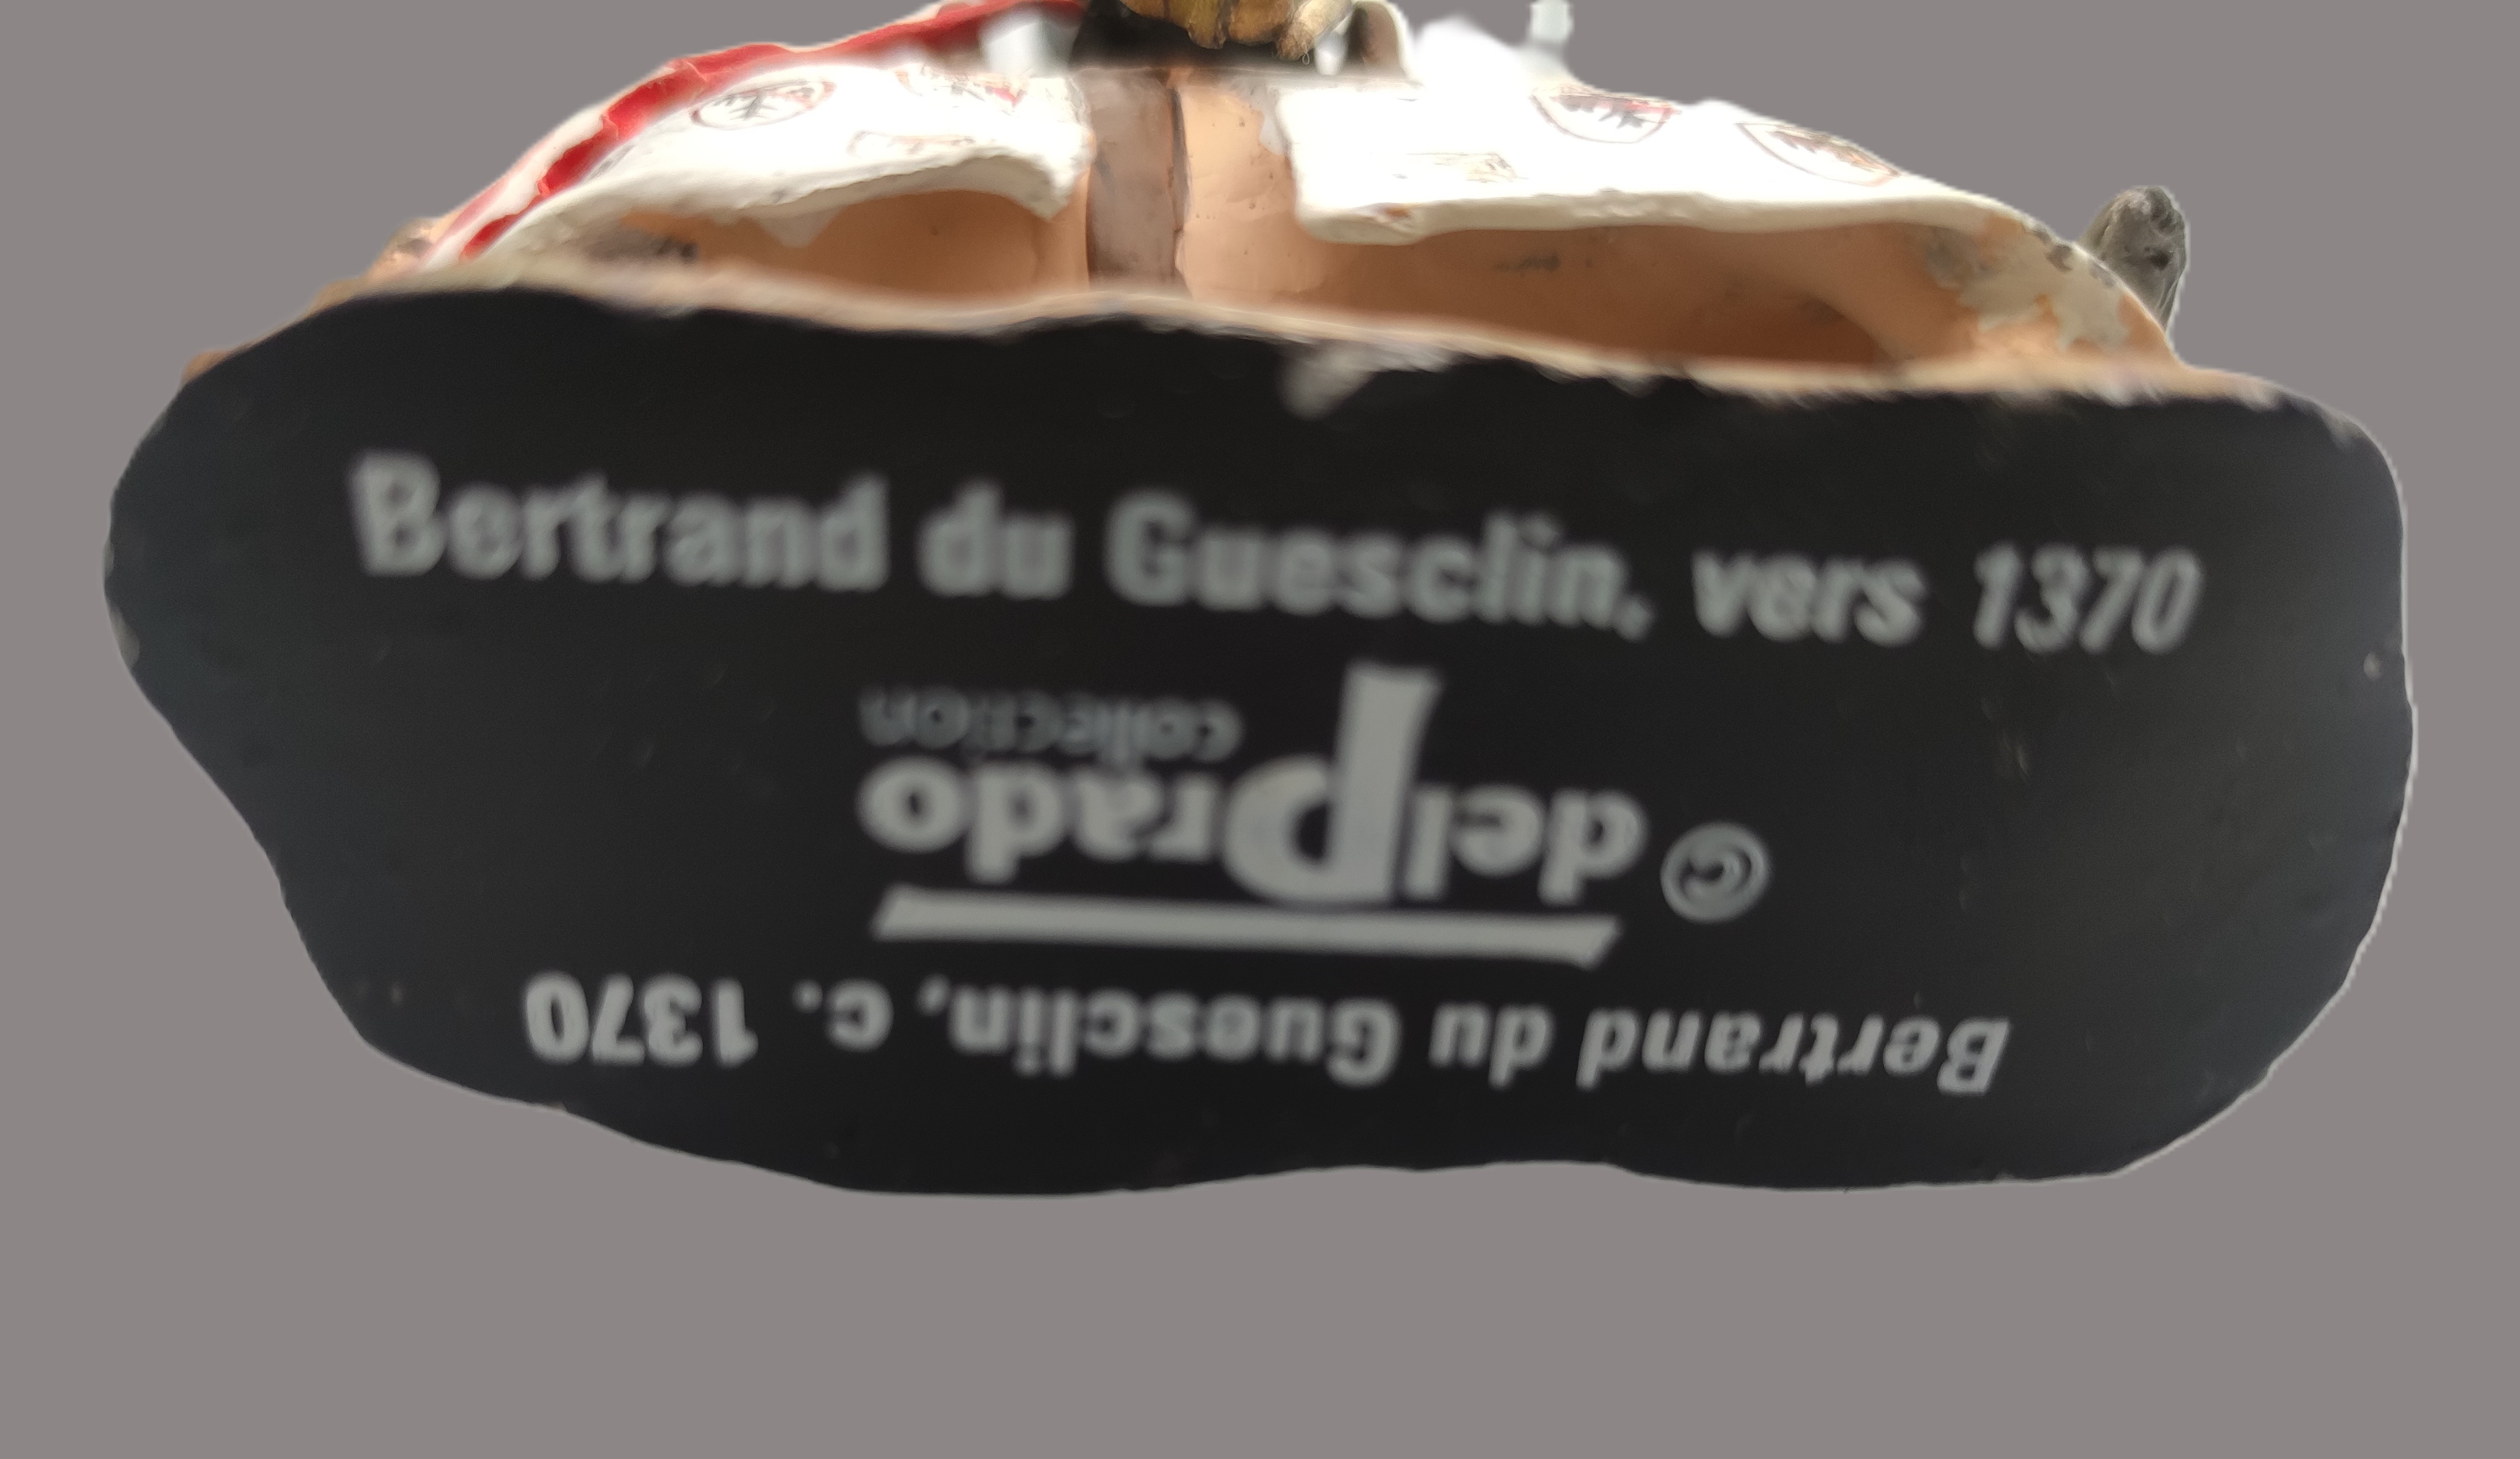 Bertrand du Guesclin, vers 1370
collection
© delPrado
Bertrand du Guesclin, c. 1370